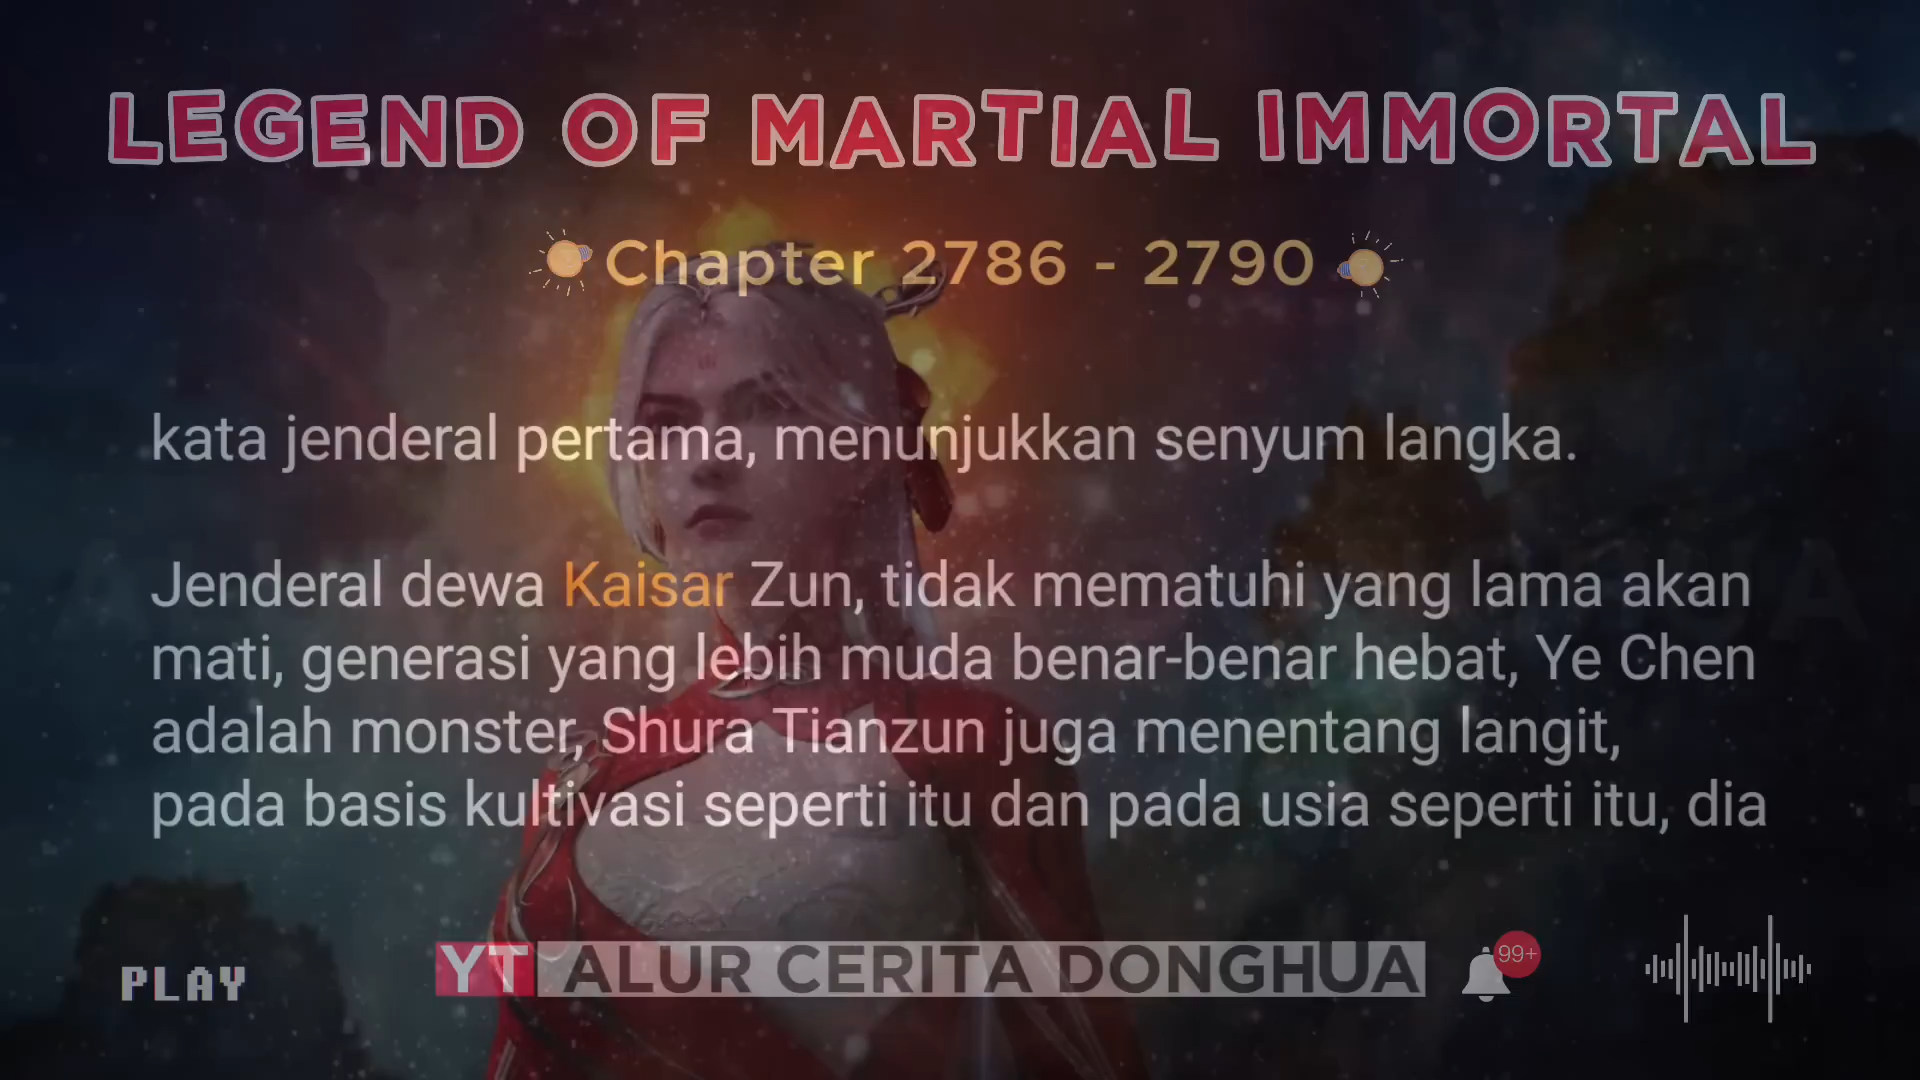 LEGEND OF MARTIAL IMMORTAL
Chapter 2786 - 2790
kata jenderal pertama, menunjukkan senyum langka.
Jenderal dewa Kaisar Zun, tidak mematuhi yang lama akan
mati, generasi yang lebih muda benar-benar hebat, Ye Chen
adalah monster, Shura Tianzun juga menentang langit,
pada basis kultivasi seperti itu dan pada usia seperti itu, dia
PLAY
YT ALUR CERITA DONGHUA
99+